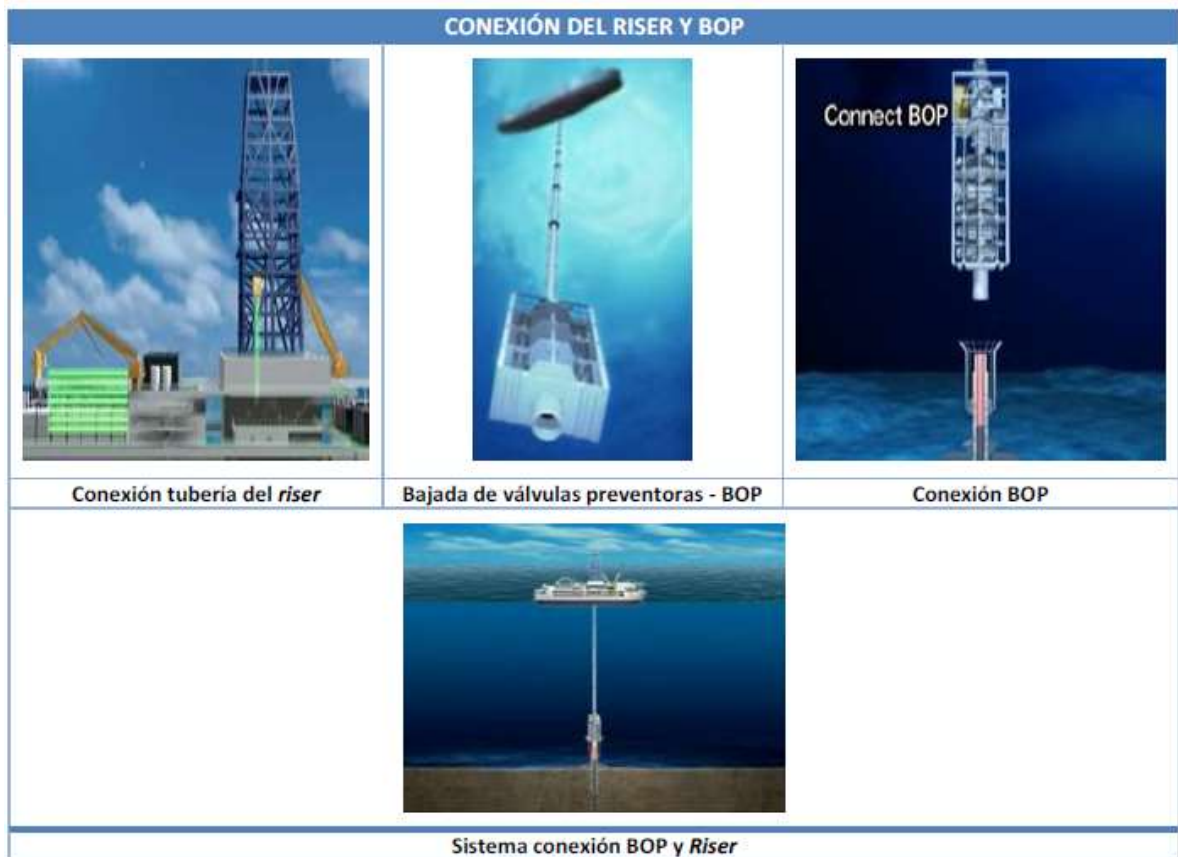 CONEXIÓN DEL RISER Y BOP
Connect BOP
Conexión tubería del riser
Bajada de válvulas preventoras - BOP
Conexión BOP
Sistema conexión BOP y Riser